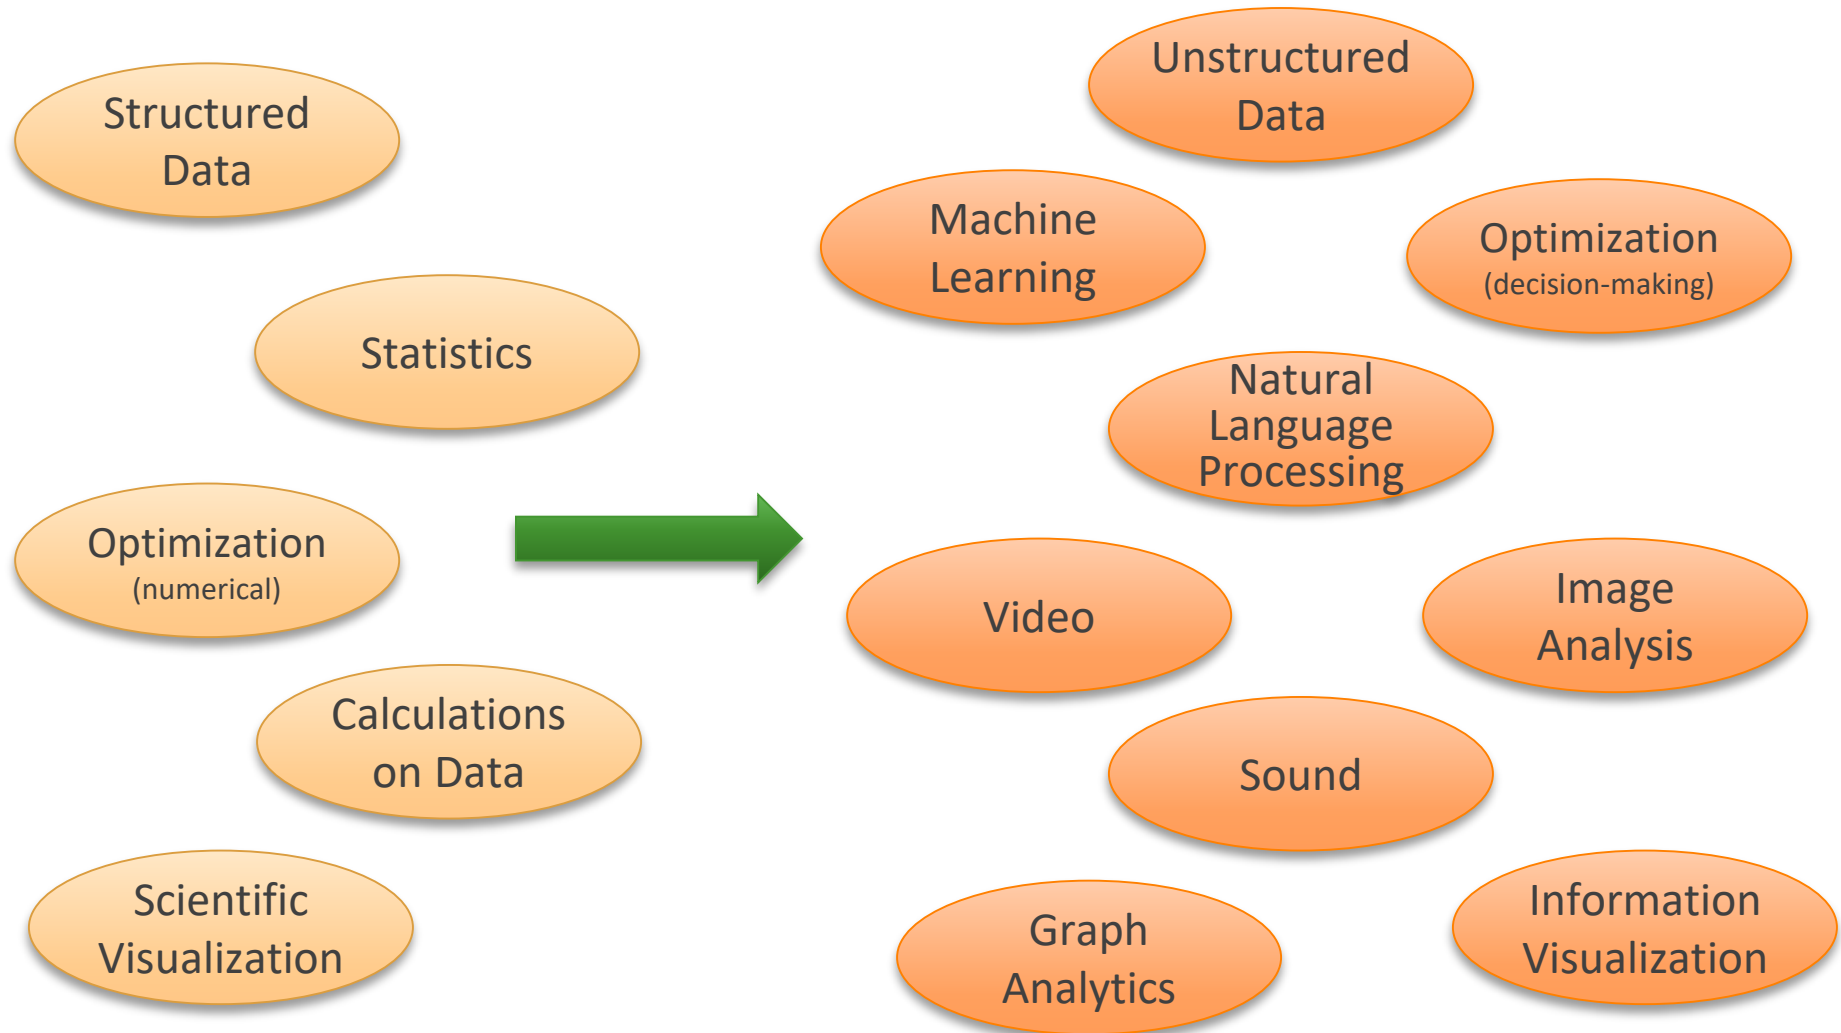 Structured
Data
Statistics
Optimization
(numerical)
Calculations
on Data
Scientific
Visualization
Unstructured
Data
Machine
Learning
Optimization
(decision-making)
Natural
Language
Processing
Video
Image
Analysis
Sound
Graph
Analytics
Information
Visualization